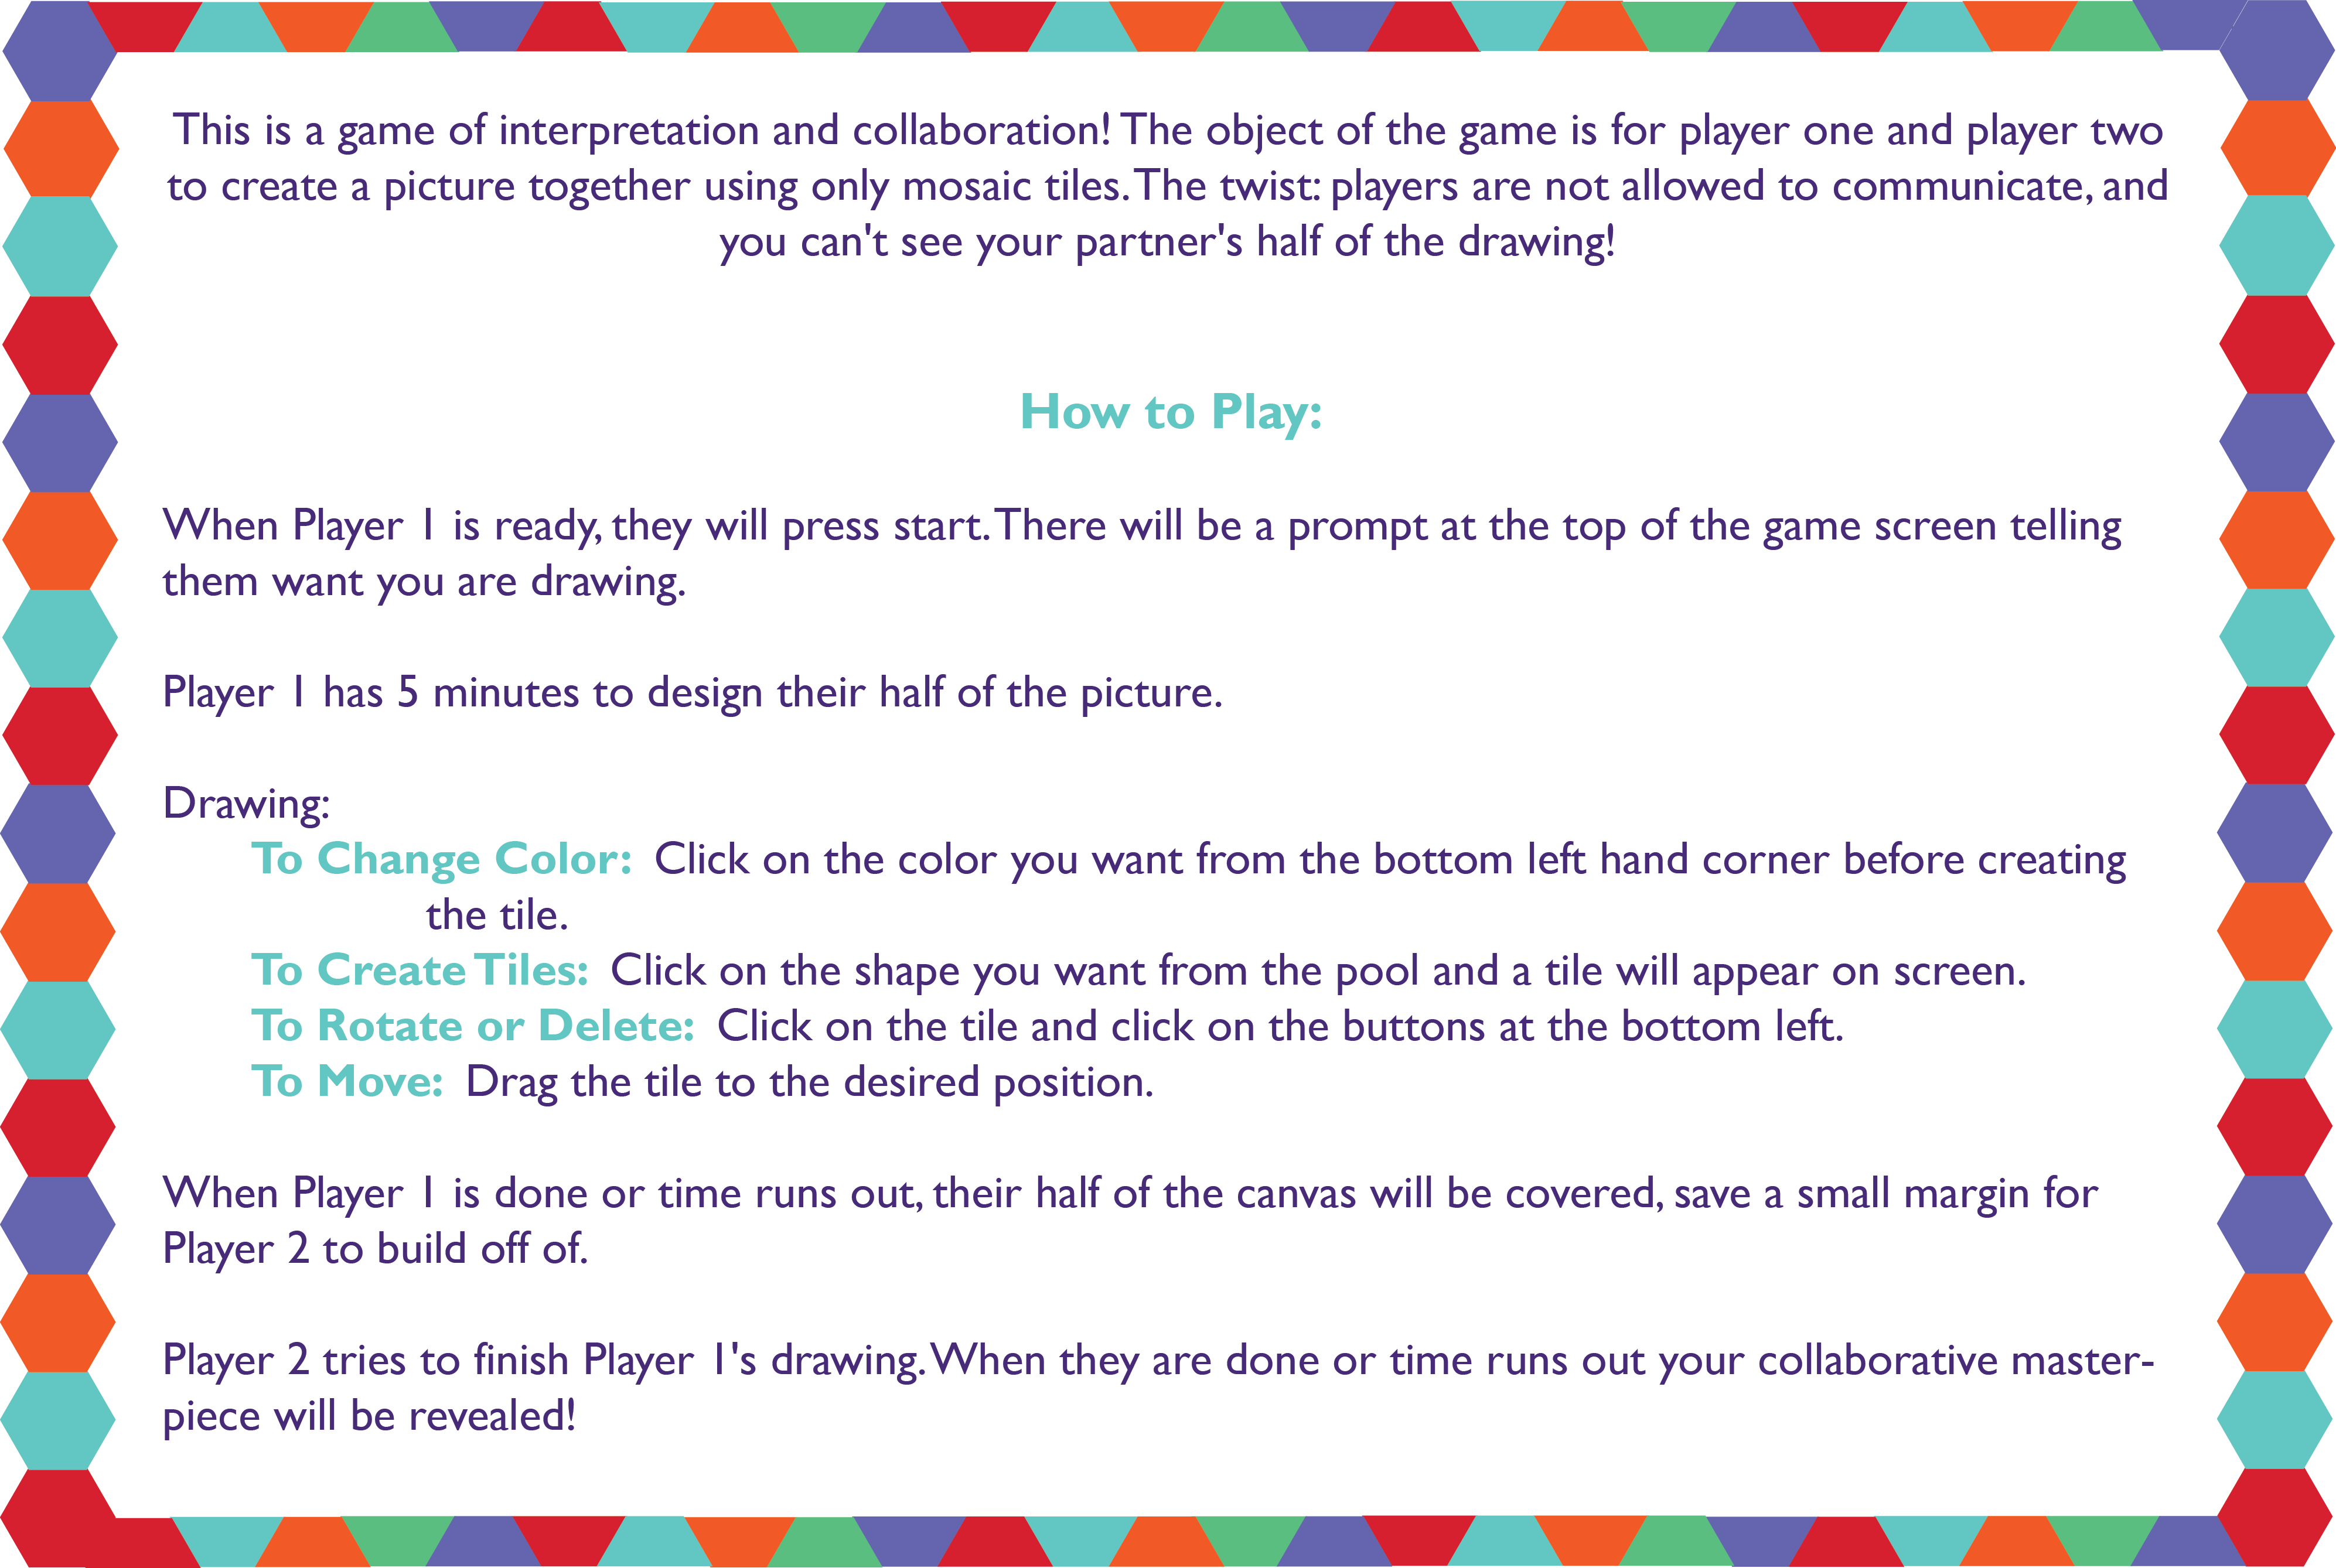 This is a game of interpretation and collaboration! The object of the game is for player one and player two
to create a picture together using only mosaic tiles. The twist: players are not allowed to communicate, and
you can't see your partner's half of the drawing!
How to Play:
When Player 1 is ready, they will press start. There will be a prompt at the top of the game screen telling
them want you are drawing.
Player 1 has 5 minutes to design their half of the picture.
Drawing:
To Change Color: Click on the color you want from the bottom left hand corner before creating
the tile.
To Create Tiles: Click on the shape you want from the pool and a tile will appear on screen.
To Rotate or Delete: Click on the tile and click on the buttons at the bottom left.
To Move: Drag the tile to the desired position.
When Player 1 is done or time runs out, their half of the canvas will be covered, save a small margin for
Player 2 to build off of.
Player 2 tries to finish Player 1's drawing. When they are done or time runs out your collaborative master-
piece will be revealed!